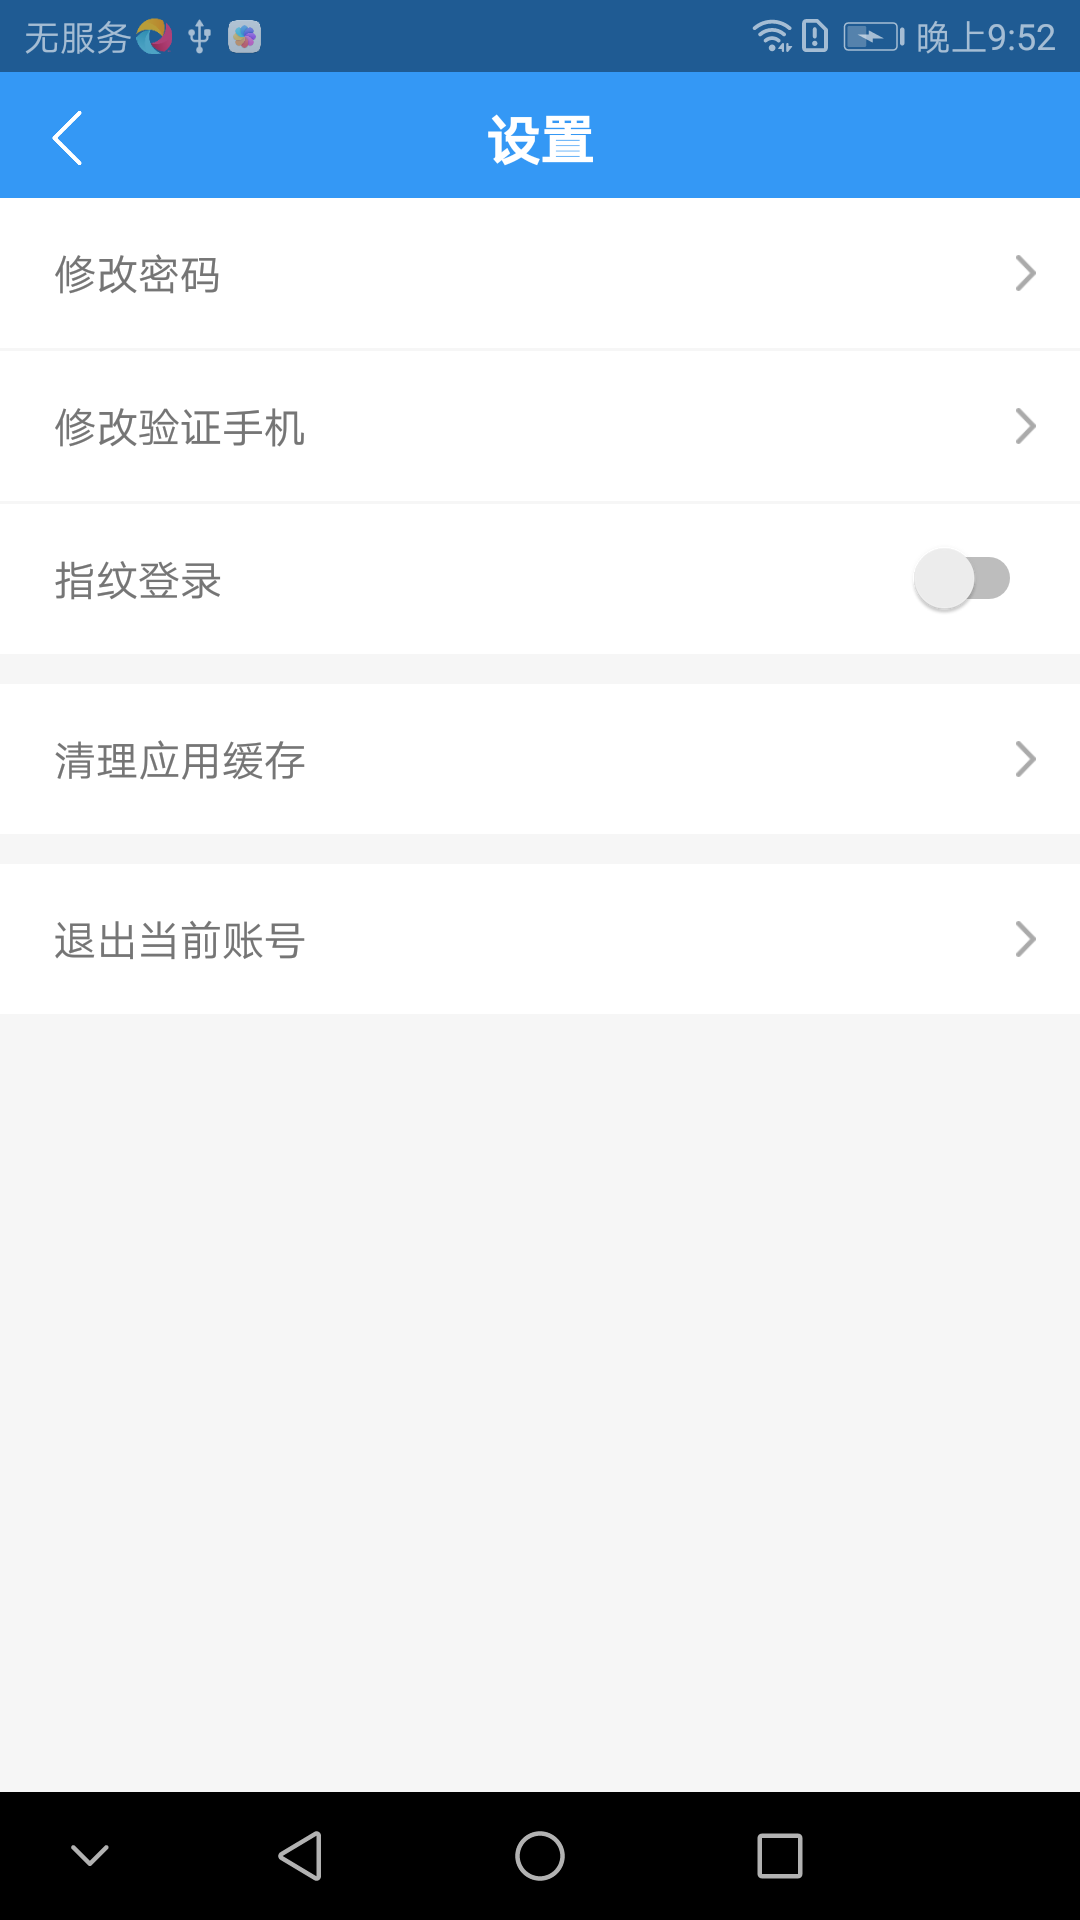 无服务 晚上9:52
设置
修改密码
修改验证手机
指纹登录
清理应用缓存
退出当前账号